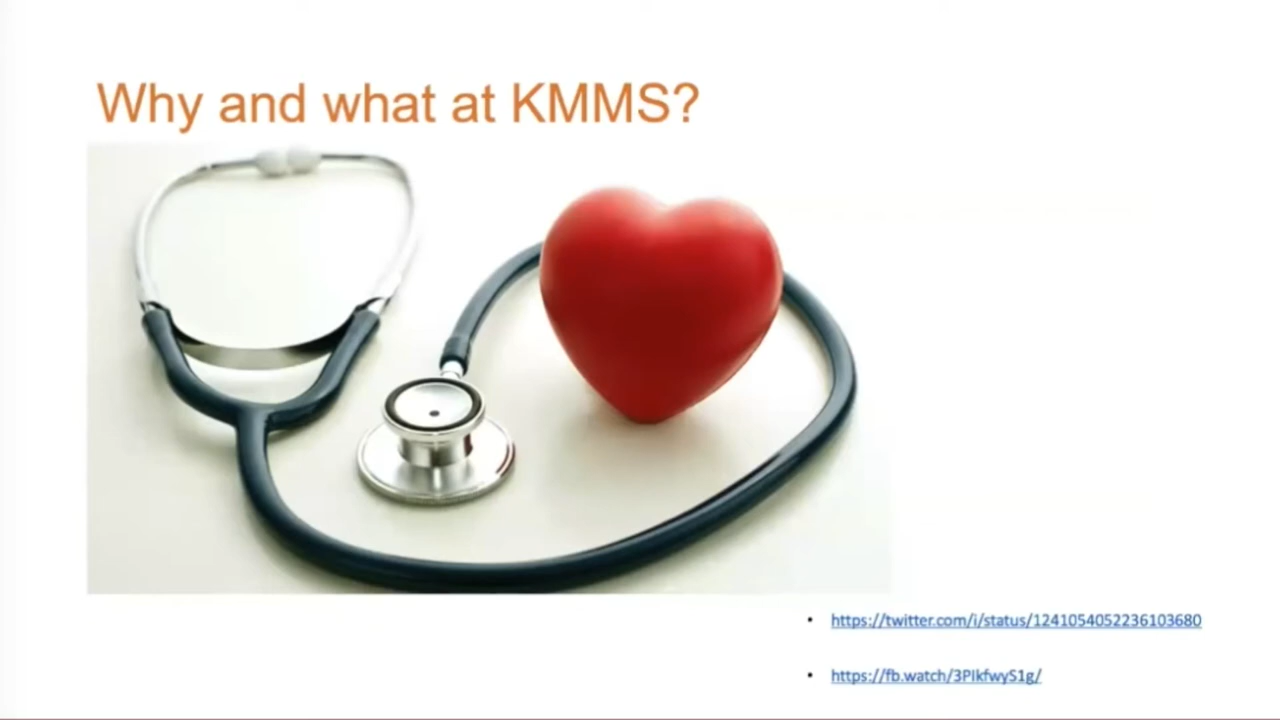 Why and what at KMMS?
• https://twitter.com/i/status/1241054052236103680
• https://fb.watch/3PIkfwyS1g/